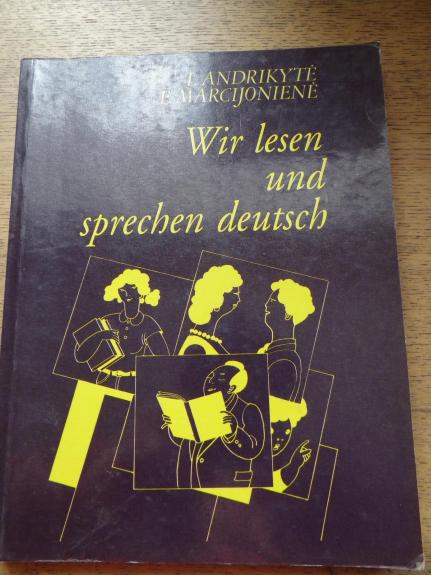 I. ANDRIKYTĖ
E. MARCIJONIENĖ
Wir lesen
und
sprechen deutsch